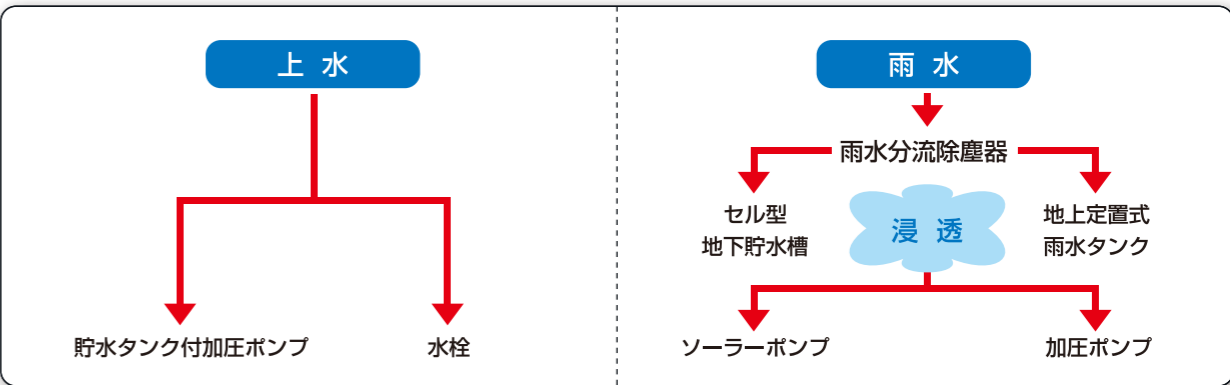 上水
貯水タンク付加圧ポンプ
水栓
雨水
雨水分流除塵器
セル型
地下貯水槽
浸透
地上定置式
雨水タンク
ソーラーポンプ
加圧ポンプ